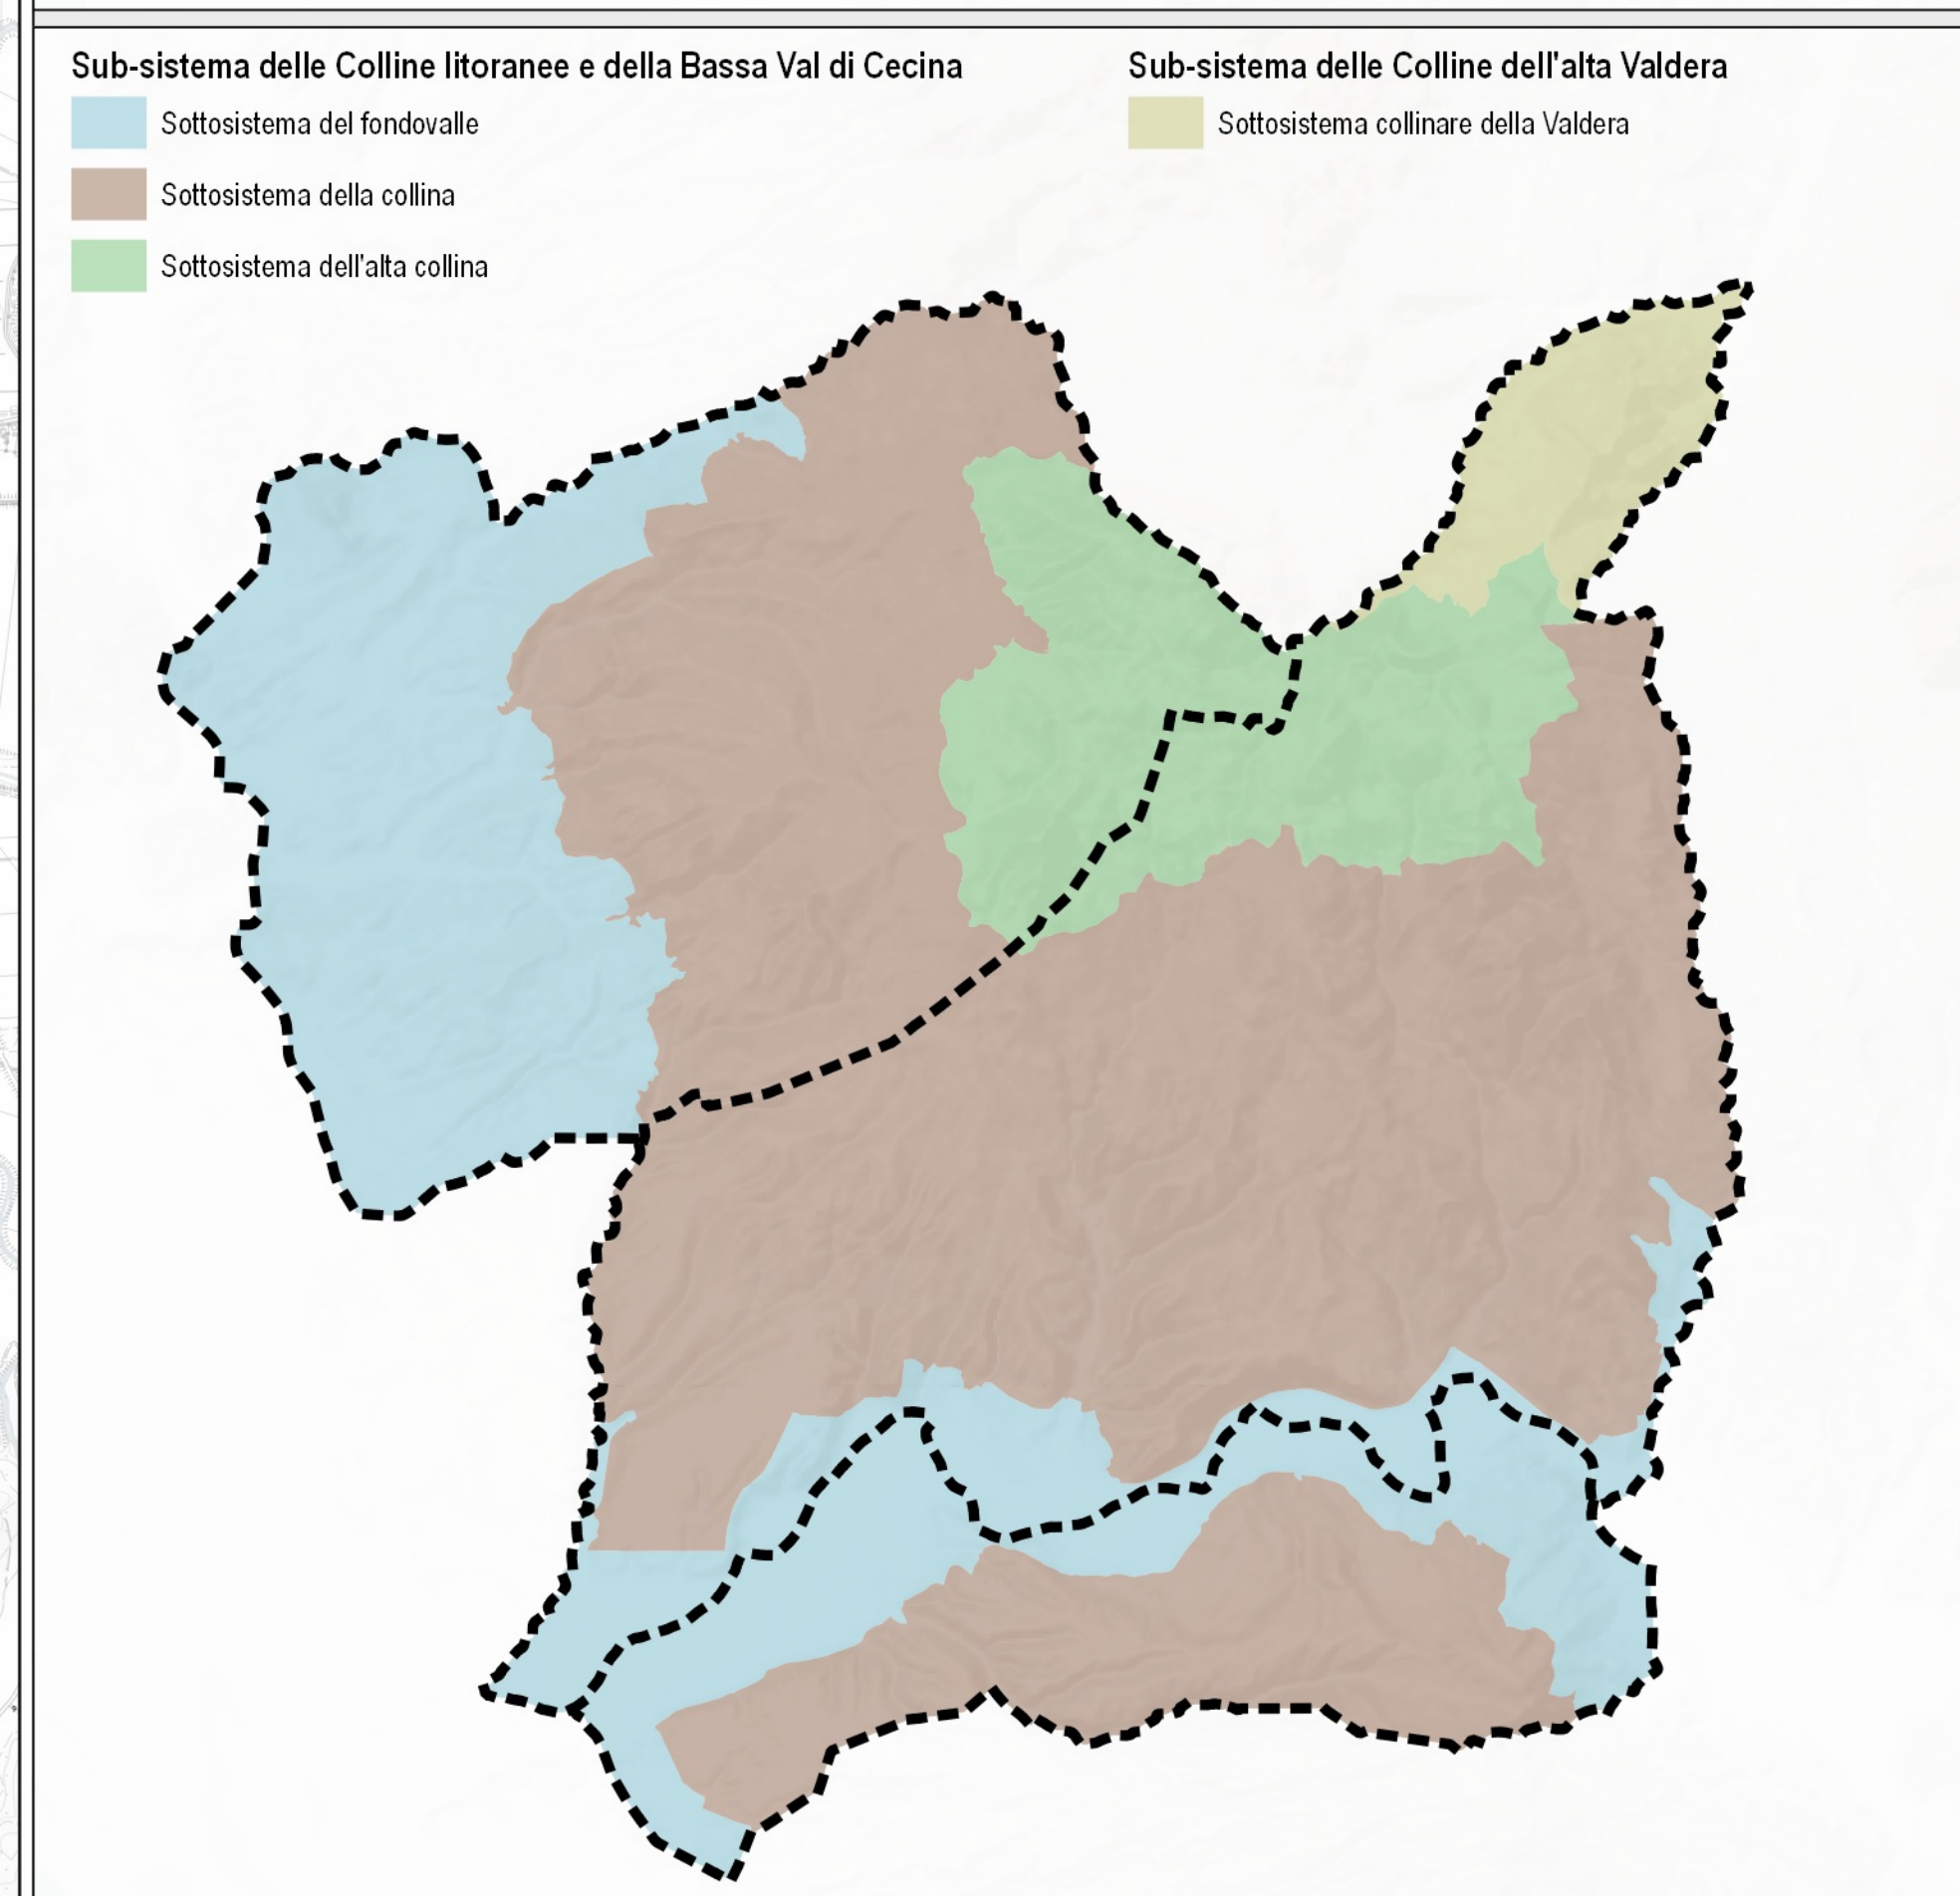 Sub-sistema delle Colline litoranee e della Bassa Val di Cecina
Sottosistema del fondovalle
Sottosistema della collina
Sottosistema dell'alta collina
Sub-sistema delle Colline dell'alta Valdera
Sottosistema collinare della Valdera